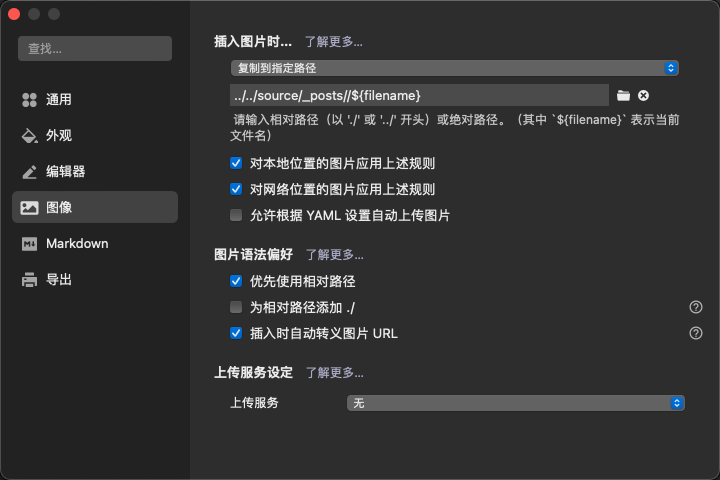 查找...
通用
外观
编辑器
图像
Markdown
导出
插入图片时... 了解更多...
复制到指定路径
../../source/_posts//${filename}
请输入相对路径（以 './' 或 '../' 开头）或绝对路径。（其中 `${filename}` 表示当前
文件名）
对本地位置的图片应用上述规则
对网络位置的图片应用上述规则
允许根据 YAML 设置自动上传图片
图片语法偏好 了解更多...
优先使用相对路径
为相对路径添加 ./
插入时自动转义图片 URL
上传服务设定 了解更多...
上传服务 无